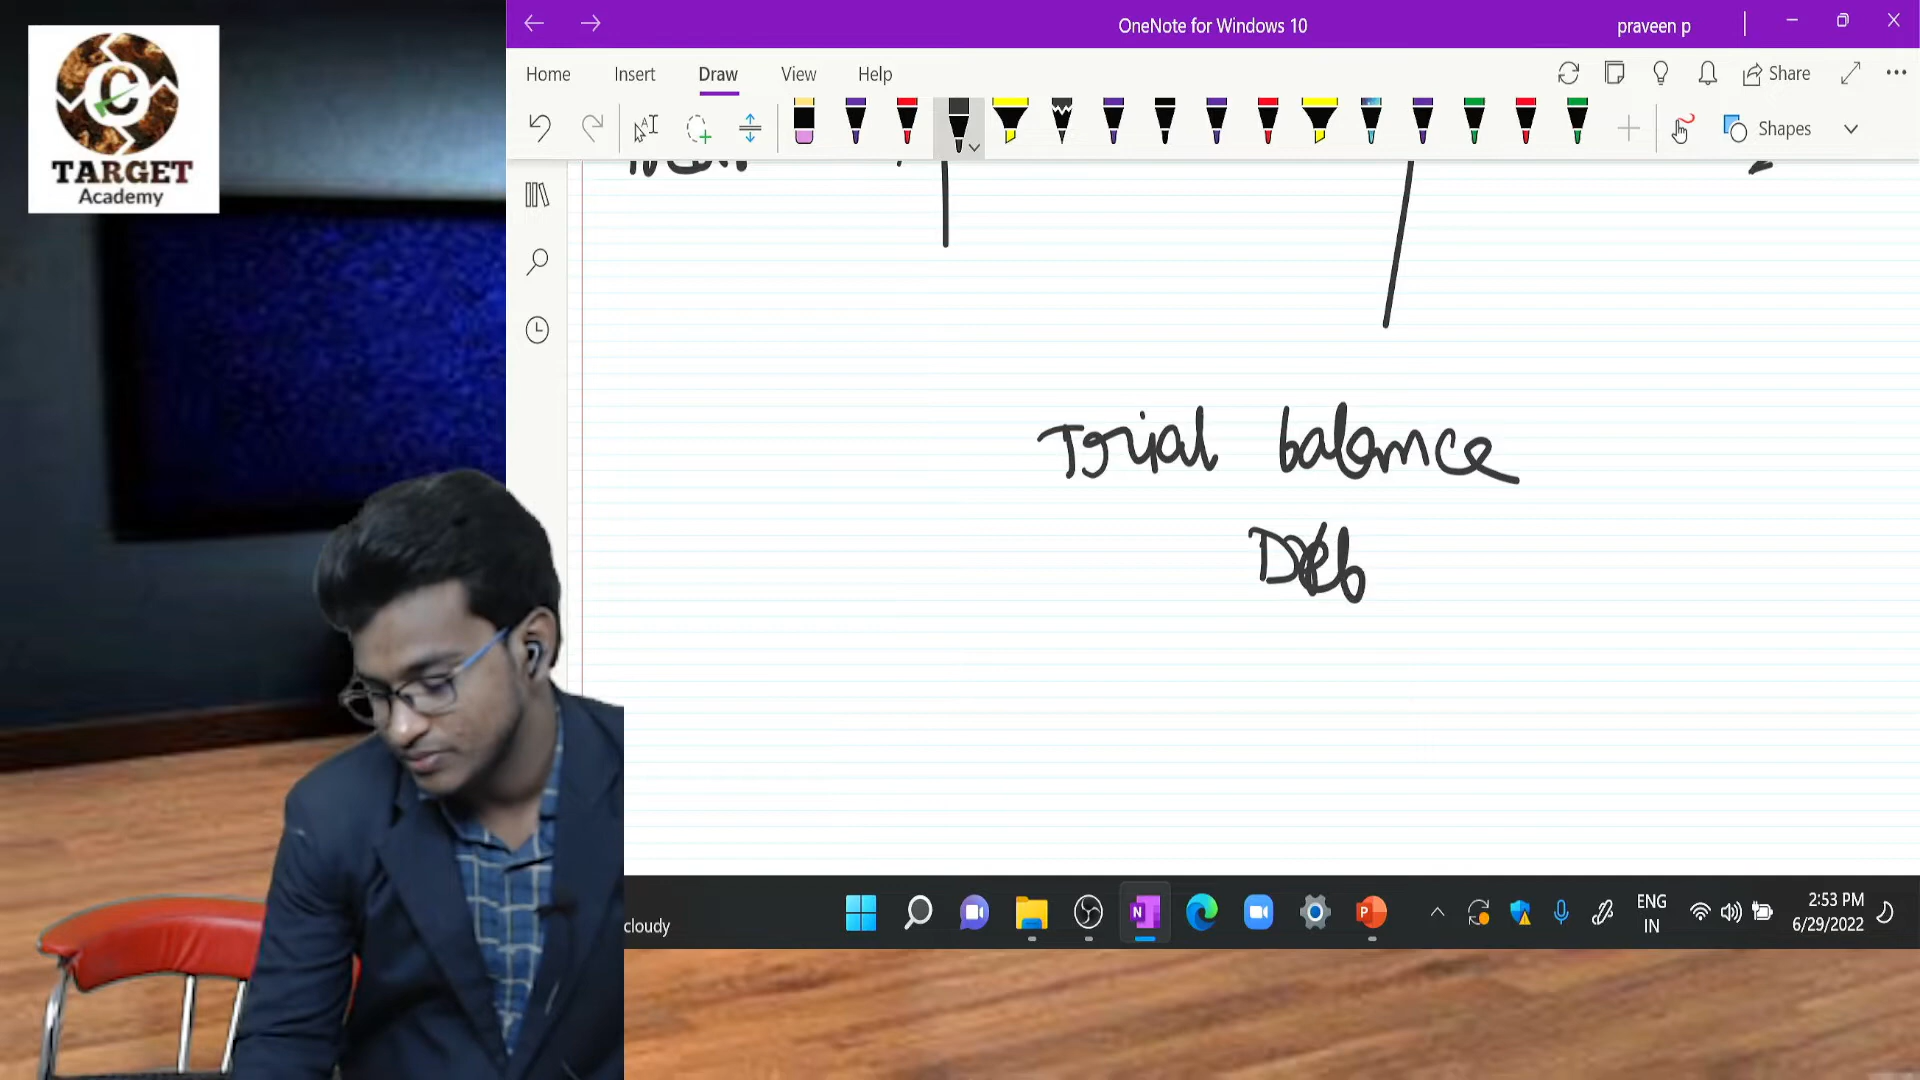 OneNote for Windows 10
praveen p
Home Insert Draw View Help
Share
Shapes
C
TARGET
Academy
Trial balance
Deb
cloudy
ENG
IN
2:53 PM
6/29/2022